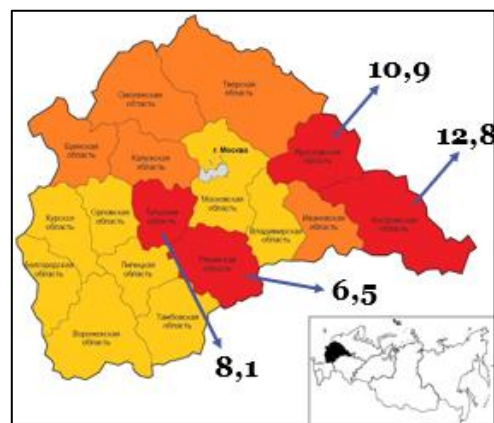 10,9
12,8
Тверская
область
Смоленская
область
Ярославская
область
Брянская
область
Калужская
область
г. Москва
Костромская
область
Московская
область
Ивановская
область
Владимирская
область
Тульская
область
Курская
область
Орловская
область
Рязанская
область
Липецкая
область
Белгородская
область
6,5
Тамбовская
область
Воронежская
область
8,1